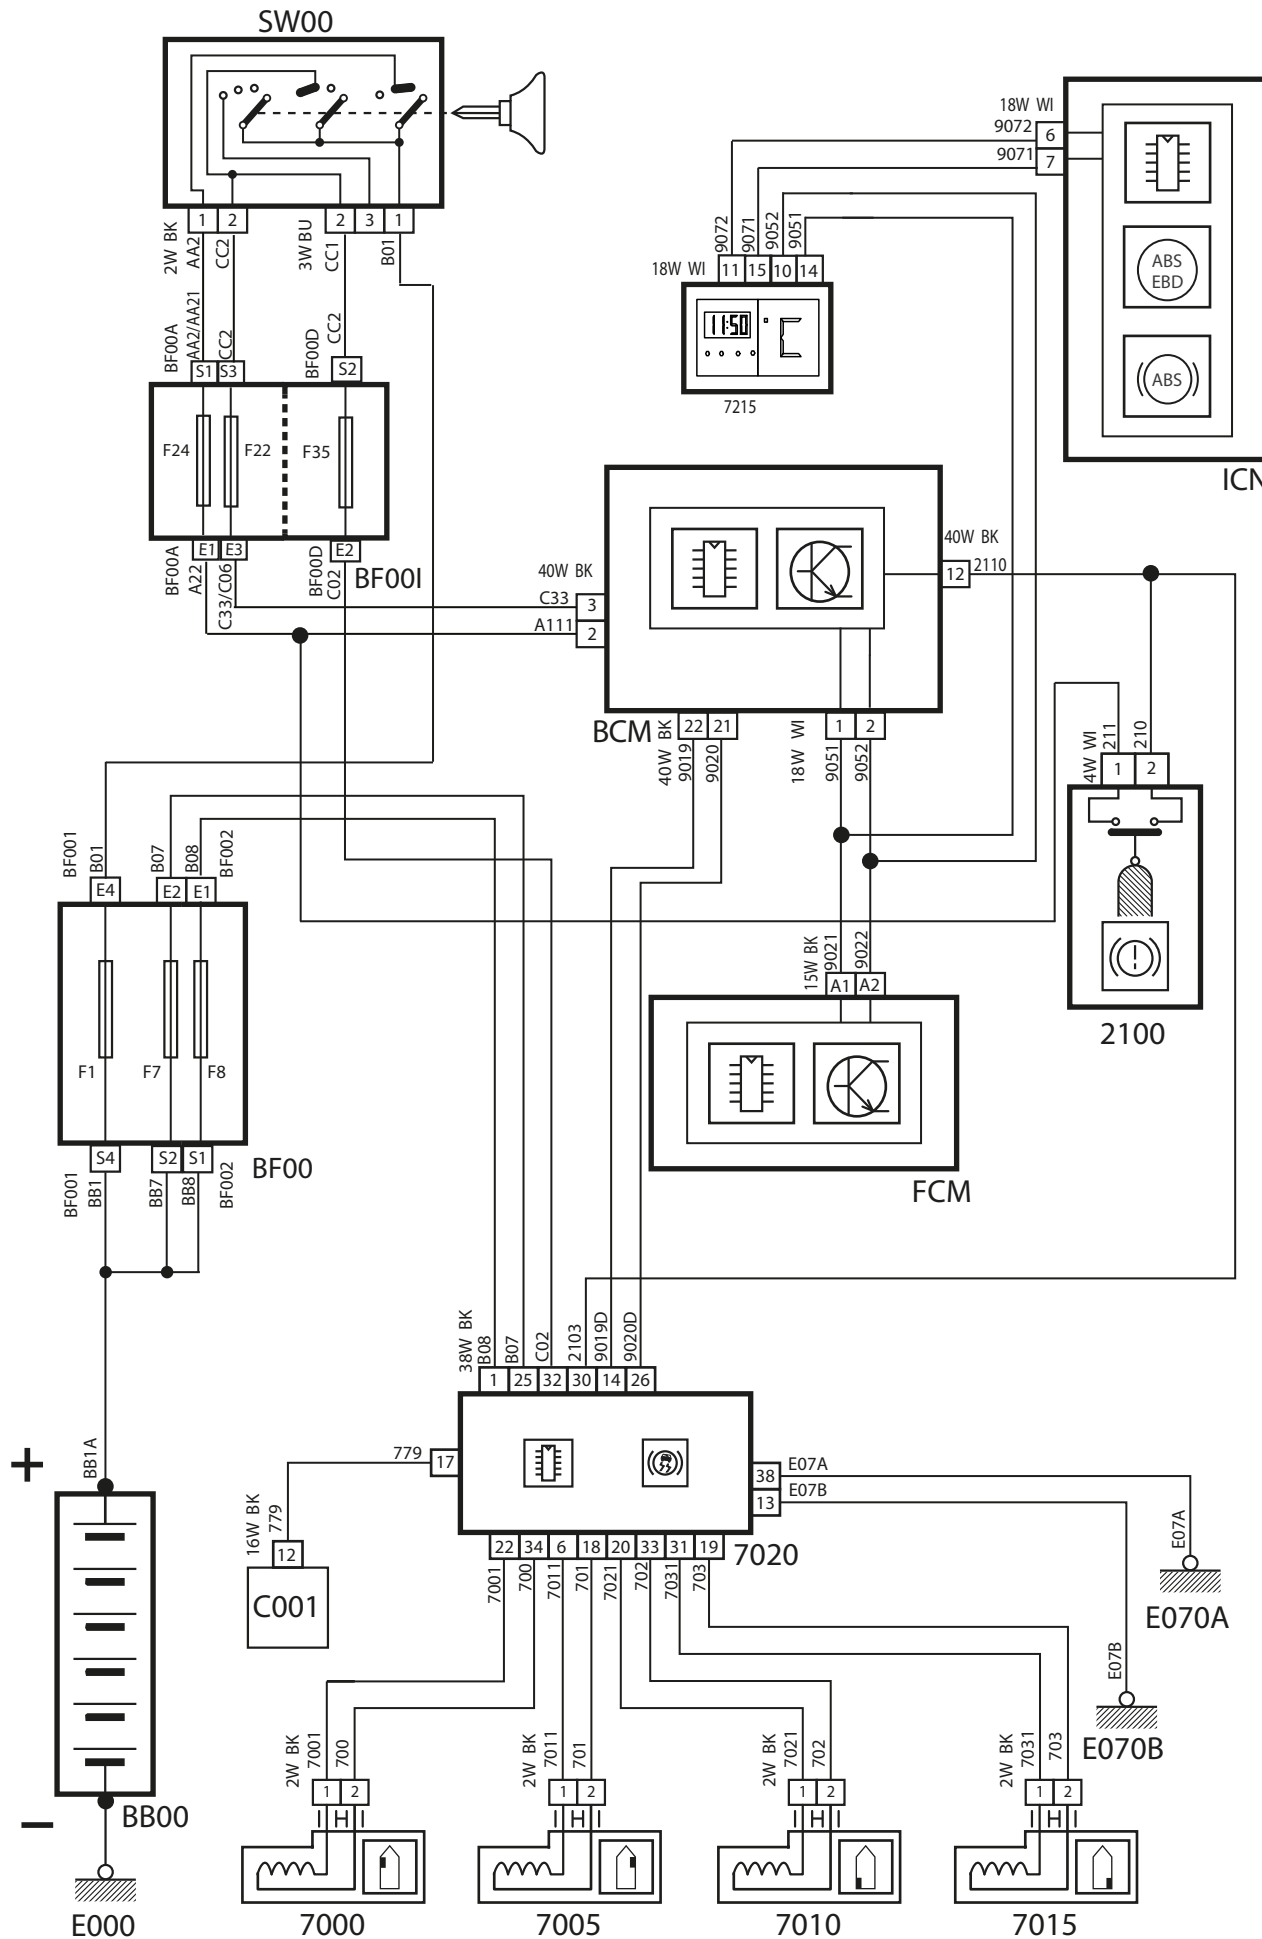 SW00
1 2 2 3 1
2W BK
AA2
CC2
3W BU
CC1
B01
BF00A
AA2/AA21
CC2
BF00D
CC2
S1 S3 S2
F24 F22 F35
E1 E3 E2
BF00A
A22
C33/C06
BF00D
C02
BF00I
18W WI
9072 6
9071 7
ABS
EBD
ABS
ICN
9072
9071
9052
9051
18W WI 11 15 10 14
11:50
°C
7215
40W BK
C33 3
A111 2
40W BK
12 2110
BCM
22 21 1 2
40W BK
9019
9020
18W WI
9051
9052
4W WI
211
210
1 2
2100
BF001
B01
B07
B08
BF002
E4 E2 E1
F1 F7 F8
S4 S2 S1
BF00
BF001
BB1
BB7
BB8
BF002
15W BK
9021
9022
A1 A2
FCM
38W BK
B08
B07
C02
2103
9019D
9020D
1 25 32 30 14 26
+
BB1A
779 17
38 E07A
13 E07B
16W BK
779
12
C001
22 34 6 18 20 33 31 19
7020
7001
700
7011
701
7021
702
7031
703
E07A
E070A
E07B
E070B
–
BB00
E000
2W BK
7001
700
1 2
I H I
7000
2W BK
7011
701
1 2
I H I
7005
2W BK
7021
702
1 2
I H I
7010
2W BK
7031
703
1 2
I H I
7015